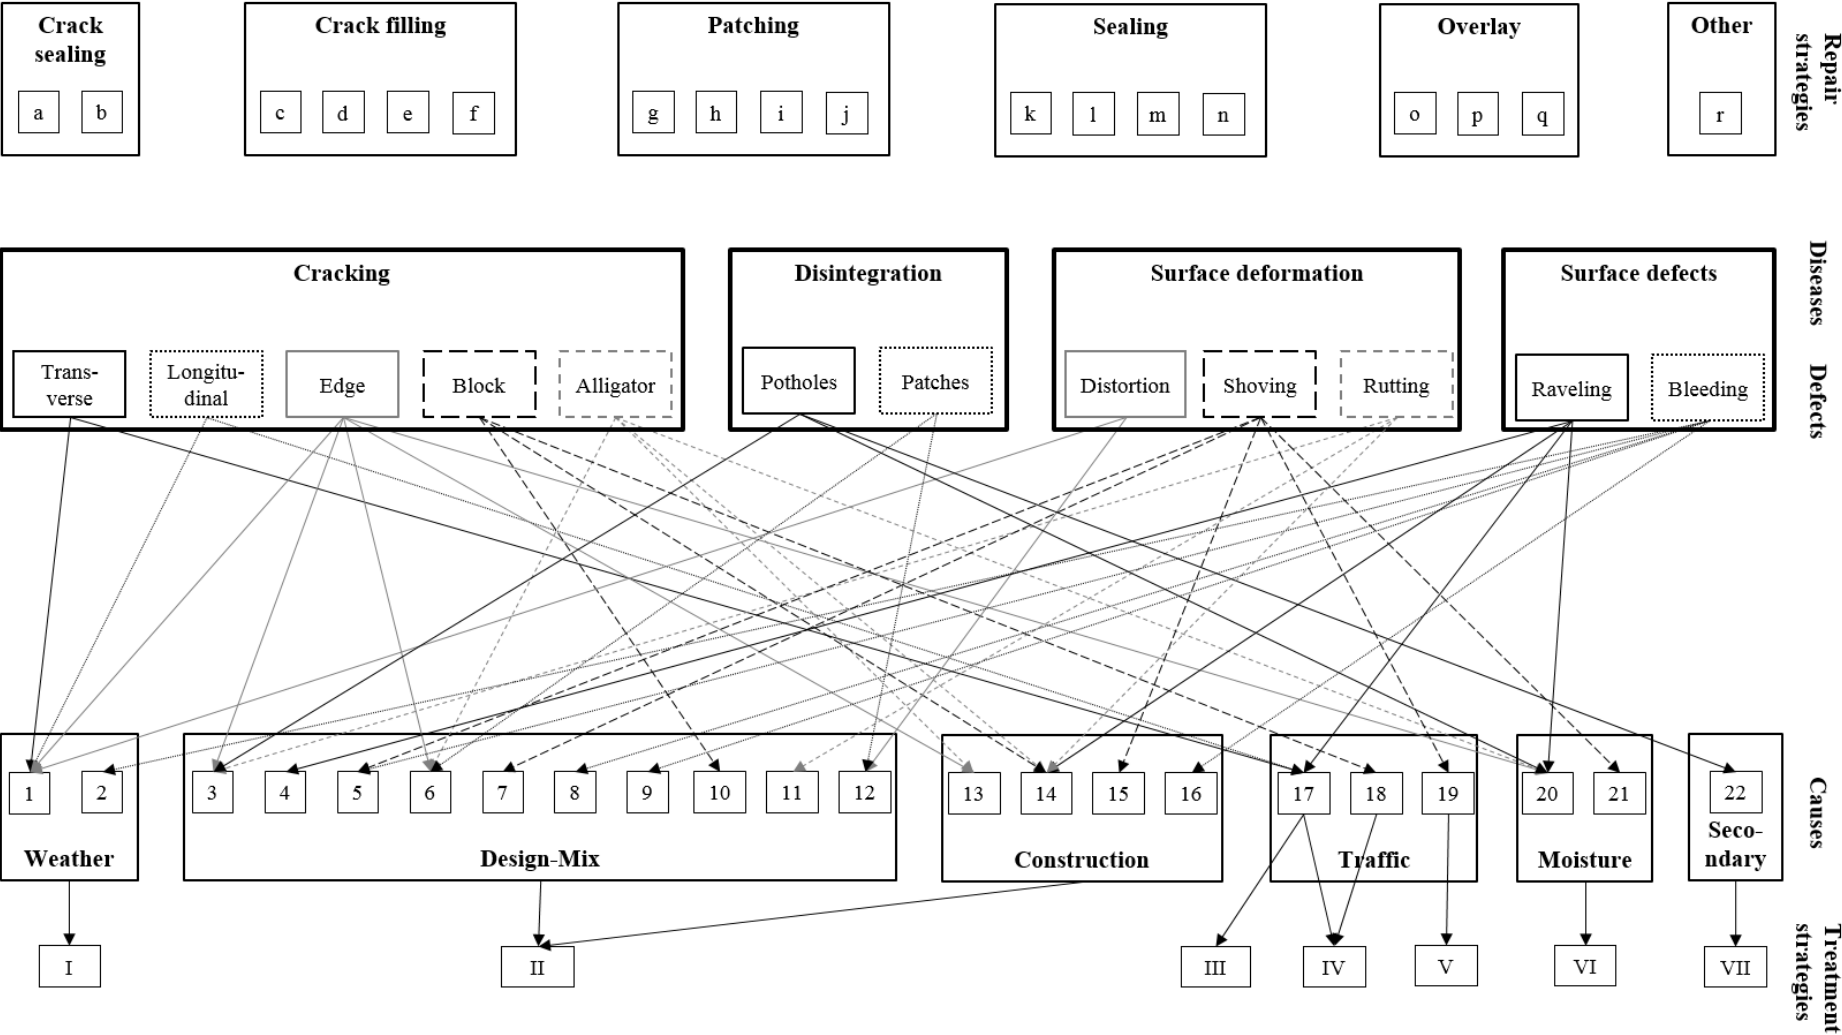 Crack
sealing
Crack filling
Patching
Sealing
Overlay
Other
a
b
c
d
e
f
g
h
i
j
k
l
m
n
o
p
q
r
Repair
strategies
Cracking
Disintegration
Surface deformation
Surface defects
Diseases
Trans-
verse
Longitu-
dinal
Edge
Block
Alligator
Potholes
Patches
Distortion
Shoving
Rutting
Raveling
Bleeding
Defects
1
2
3
4
5
6
7
8
9
10
11
12
13
14
15
16
17
18
19
20
21
22
Weather
Design-Mix
Construction
Traffic
Moisture
Seco-
ndary
Causes
I
II
III
IV
V
VI
VII
Treatment
strategies